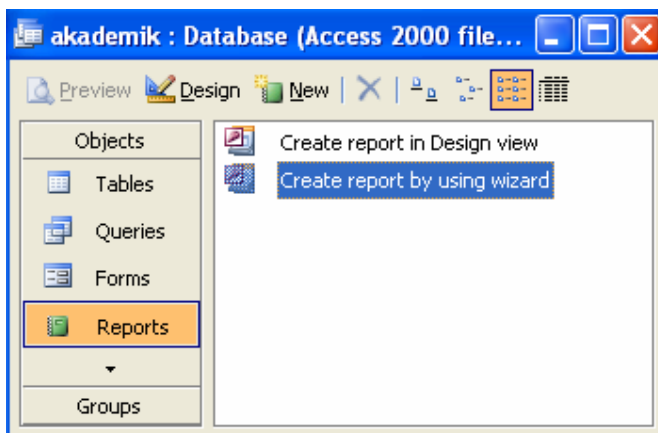 akademik : Database (Access 2000 file...
Preview Design New
Objects
Tables
Queries
Forms
Reports
Groups
Create report in Design view
Create report by using wizard